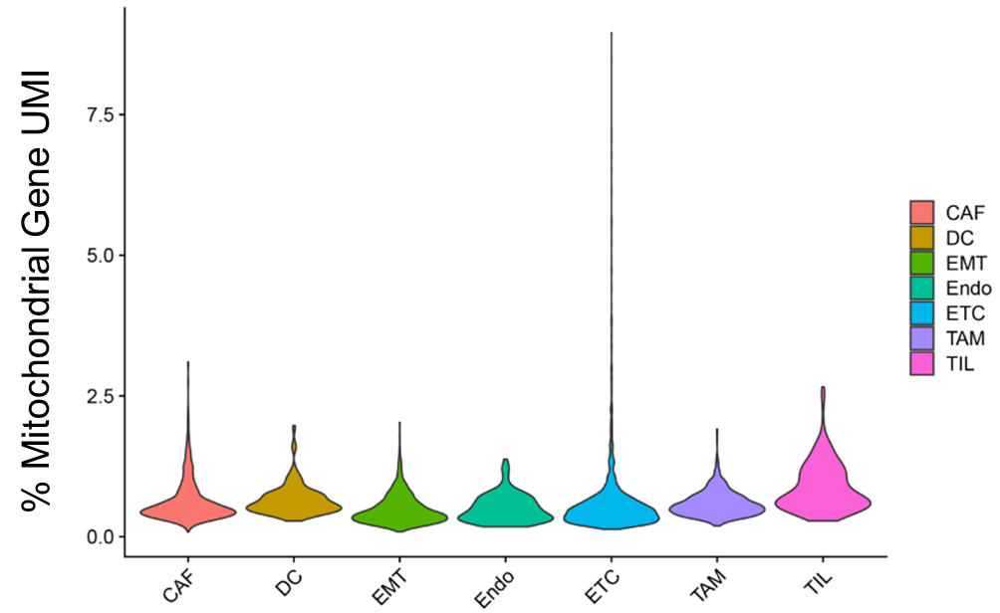 % Mitochondrial Gene UMI
7.5
5.0
2.5
0.0
CAF
DC
EMT
Endo
ETC
TAM
TIL
CAF
DC
EMT
Endo
ETC
TAM
TIL